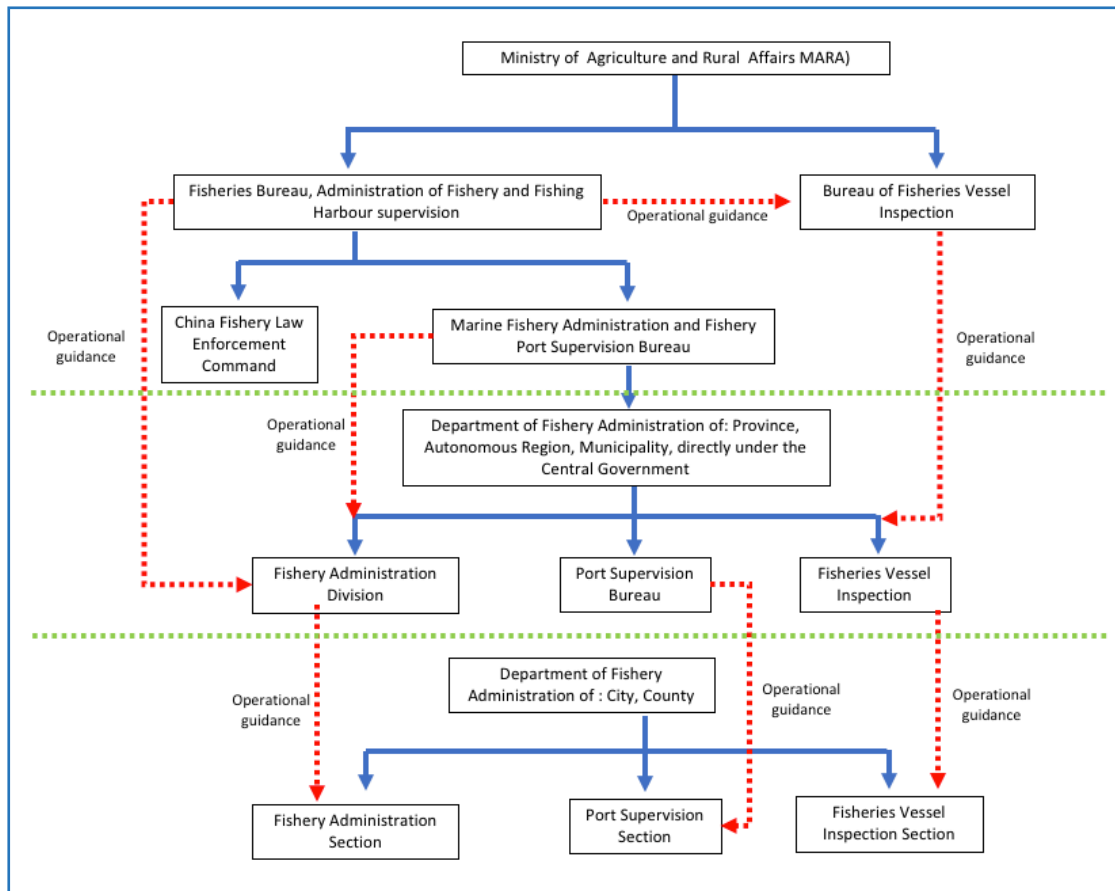 Ministry of  Agriculture and Rural  Affairs MARA)
Fisheries Bureau, Administration of Fishery and Fishing
Harbour supervision
Operational guidance
Bureau of Fisheries Vessel
Inspection
Operational
guidance
China Fishery Law
Enforcement
Command
Marine Fishery Administration and Fishery
Port Supervision Bureau
Operational
guidance
Operational
guidance
Department of Fishery Administration of: Province,
Autonomous Region, Municipality, directly under the
Central Government
Fishery Administration
Division
Port Supervision
Bureau
Fisheries Vessel
Inspection
Operational
guidance
Department of Fishery
Administration of : City, County
Operational
guidance
Operational
guidance
Fishery Administration
Section
Port Supervision
Section
Fisheries Vessel
Inspection Section